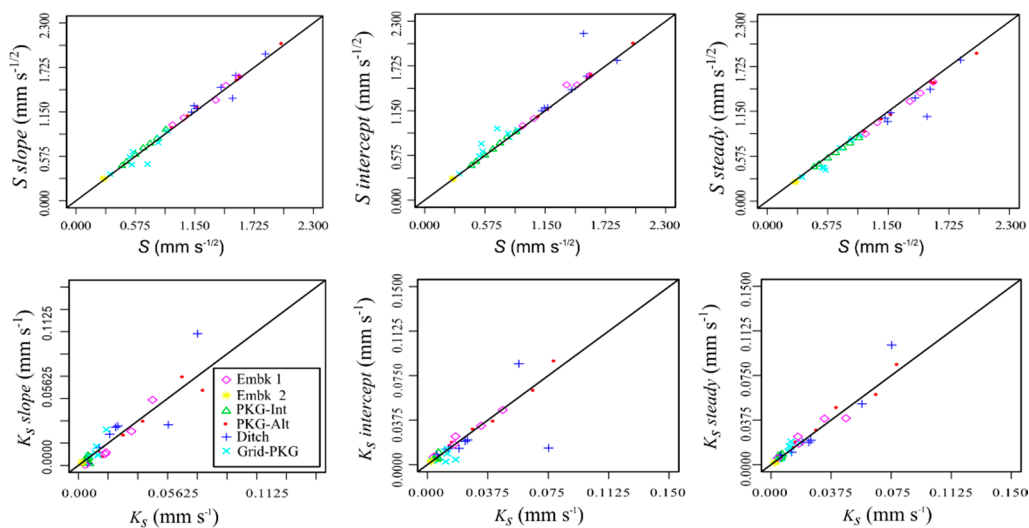 S slope (mm s-1/2)
0.000 0.575 1.150 1.725 2.300
0.000 0.575 1.150 1.725 2.300
S (mm s-1/2)
S intercept (mm s-1/2)
0.000 0.575 1.150 1.725 2.300
0.000 0.575 1.150 1.725 2.300
S (mm s-1/2)
S steady (mm s-1/2)
0.000 0.575 1.150 1.725 2.300
0.000 0.575 1.150 1.725 2.300
S (mm s-1/2)
Ks slope (mm s-1)
0.0000 0.05625 0.1125
Embk 1
Embk 2
PKG-Int
PKG-Alt
Ditch
Grid-PKG
0.000 0.05625 0.1125
Ks (mm s-1)
Ks intercept (mm s-1)
0.0000 0.0375 0.0750 0.1125 0.1500
0.000 0.0375 0.075 0.1125 0.150
Ks (mm s-1)
Ks steady (mm s-1)
0.0000 0.0375 0.0750 0.1125 0.1500
0.000 0.0375 0.075 0.1125 0.150
Ks (mm s-1)